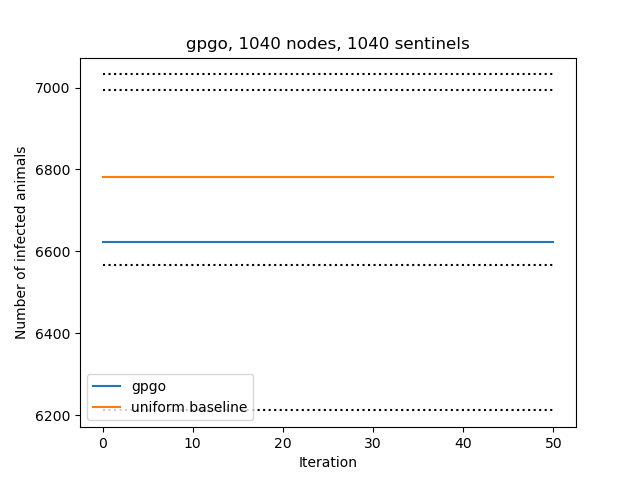 gpgo, 1040 nodes, 1040 sentinels
Number of infected animals
7000
6800
6600
6400
6200
gpgo
uniform baseline
0 10 20 30 40 50
Iteration